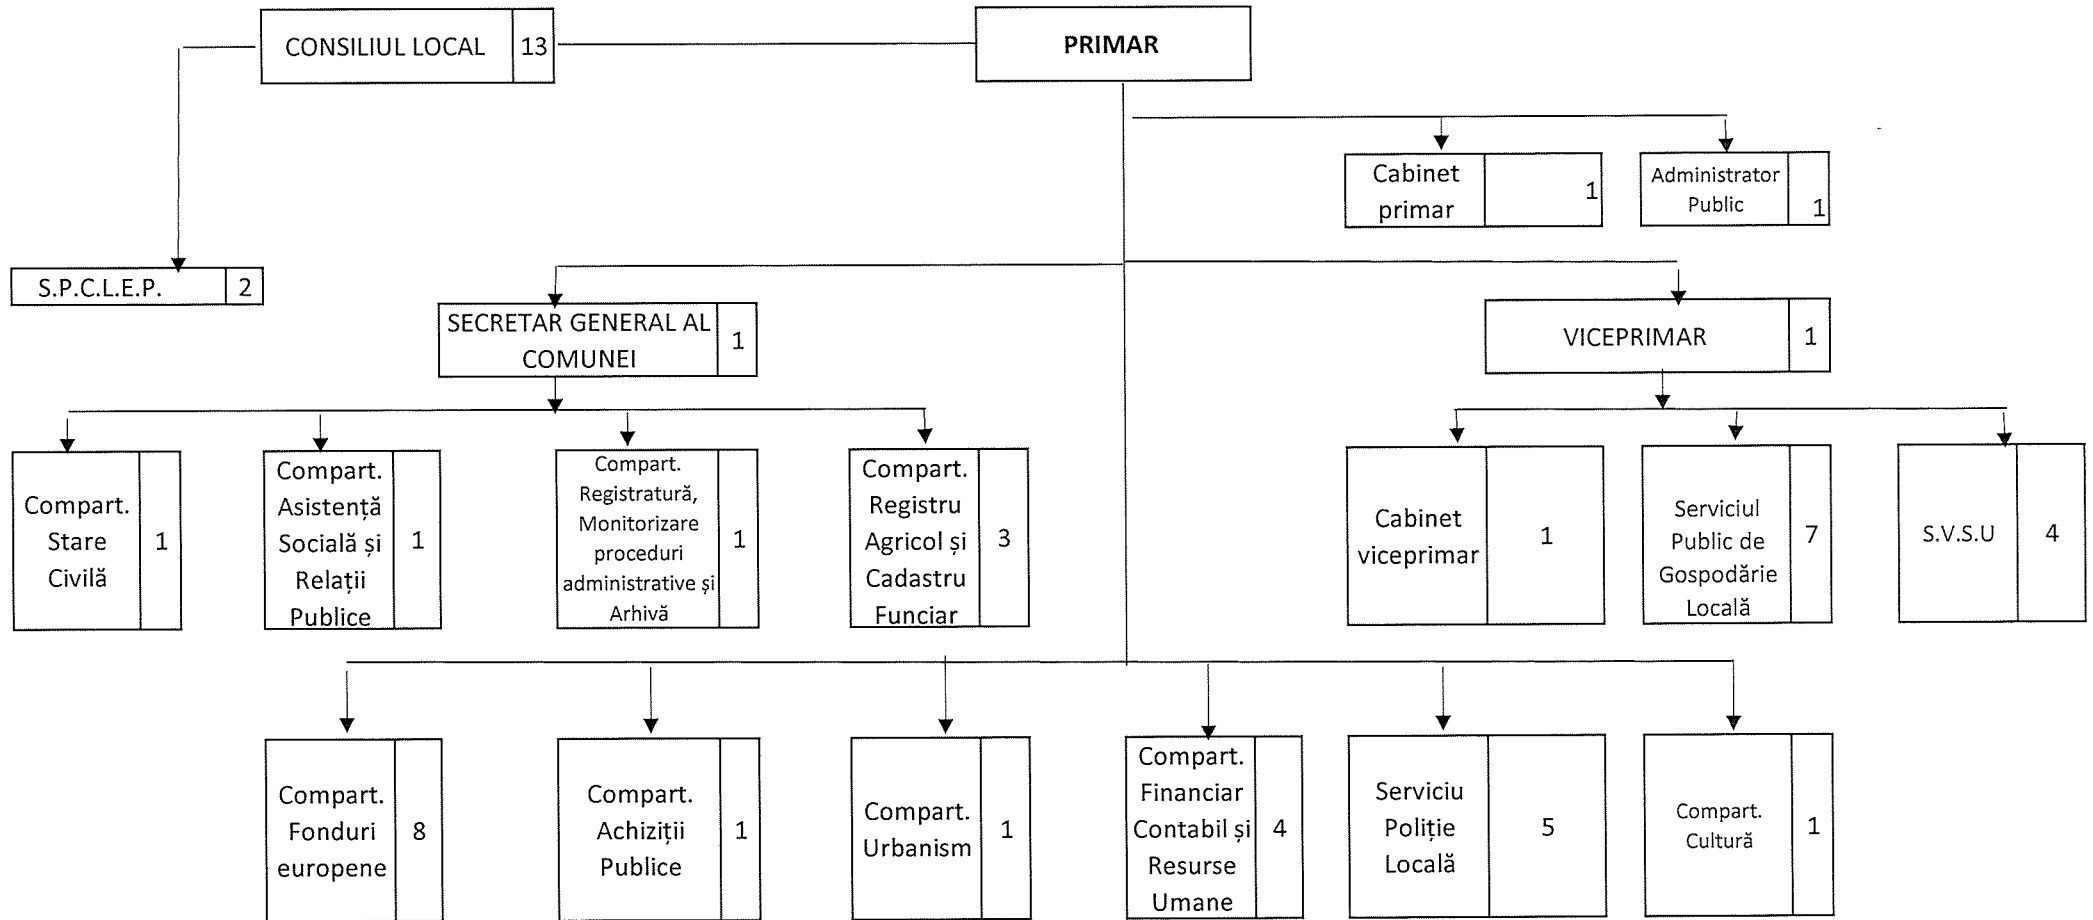 CONSILIUL LOCAL 13
PRIMAR
Cabinet
primar
1
Administrator
Public
1
S.P.C.L.E.P. 2
SECRETAR GENERAL AL
COMUNEI
1
VICEPRIMAR 1
Compart.
Stare
Civilă
1
Compart.
Asistență
Socială și
Relații
Publice
1
Compart.
Registratură,
Monitorizare
proceduri
administrative și
Arhivă
1
Compart.
Registru
Agricol și
Cadastru
Funciar
3
Cabinet
viceprimar
1
Serviciul
Public de
Gospodărie
Locală
7
S.V.S.U 4
Compart.
Fonduri
europene
8
Compart.
Achiziții
Publice
1
Compart.
Urbanism
1
Compart.
Financiar
Contabil și
Resurse
Umane
4
Serviciu
Poliție
Locală
5
Compart.
Cultură
1